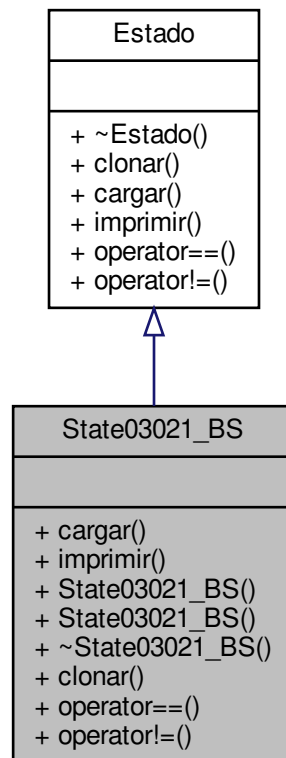 Estado
+ ~Estado()
+ clonar()
+ cargar()
+ imprimir()
+ operator==()
+ operator!=()
State03021_BS
+ cargar()
+ imprimir()
+ State03021_BS()
+ State03021_BS()
+ ~State03021_BS()
+ clonar()
+ operator==()
+ operator!=()